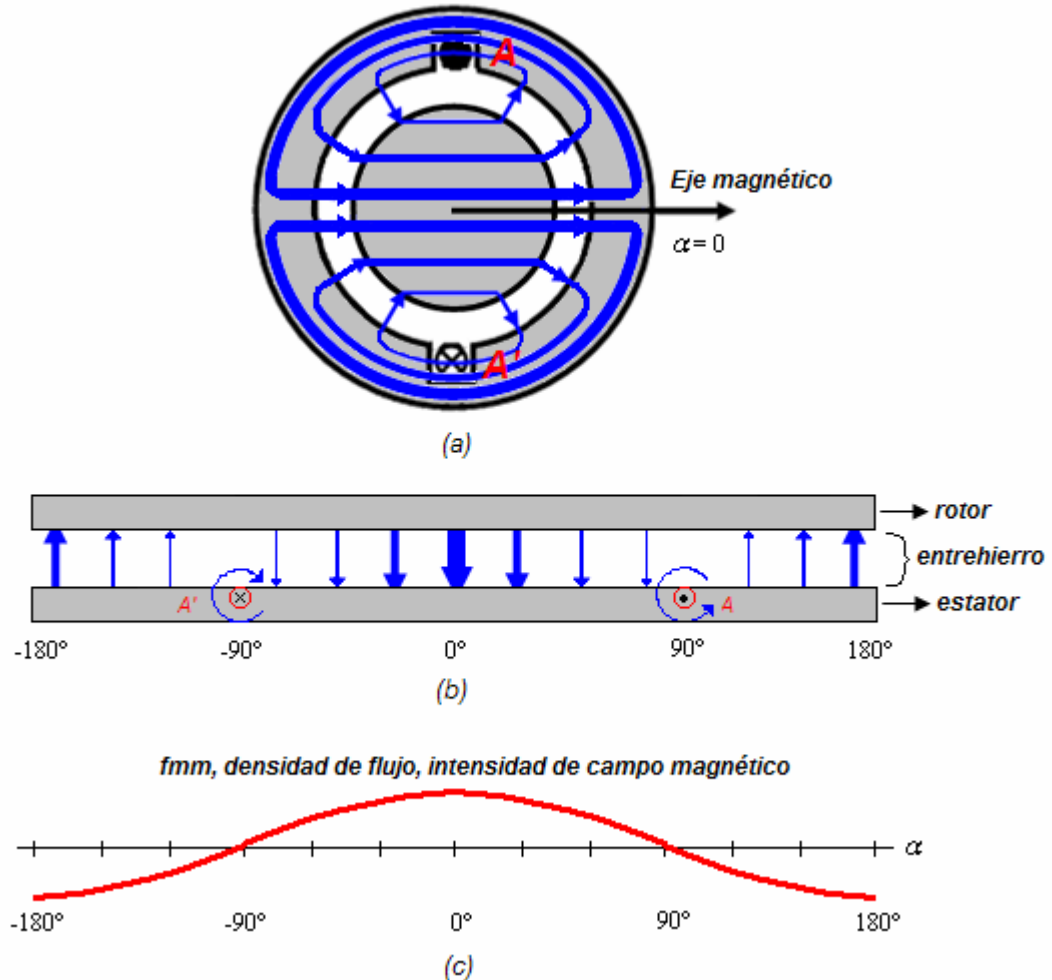 A
Eje magnético
α = 0
A'
(a)
rotor
entrehierro
A'
A
estator
-180° -90° 0° 90° 180°
(b)
fmm, densidad de flujo, intensidad de campo magnético
α
-180° -90° 0° 90° 180°
(c)